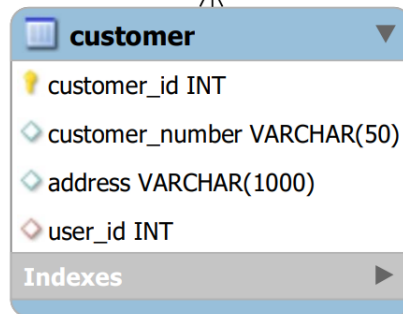 customer
customer_id INT
customer_number VARCHAR(50)
address VARCHAR(1000)
user_id INT
Indexes